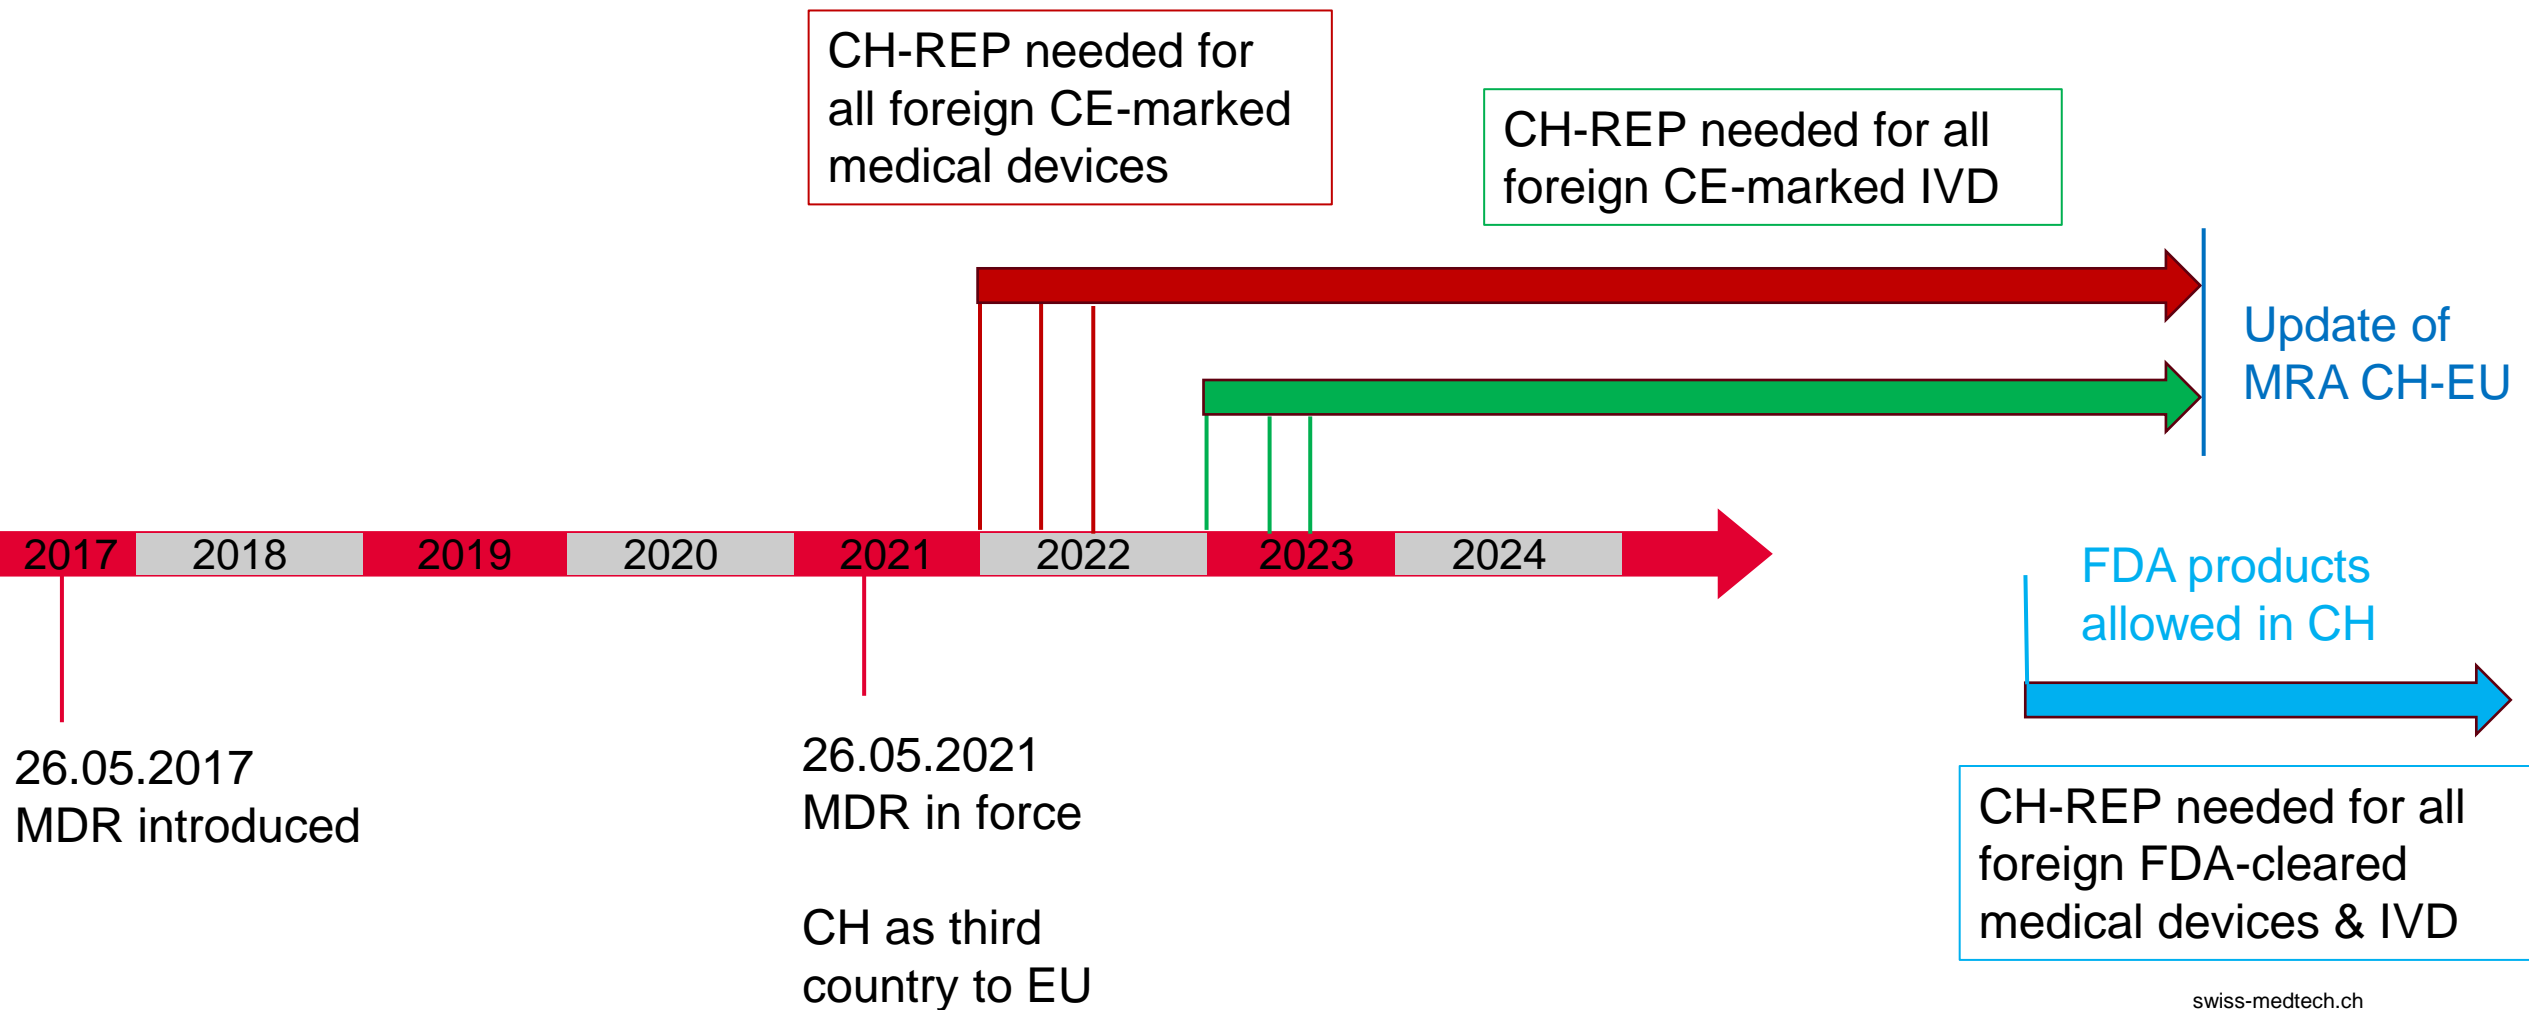 CH-REP needed for
all foreign CE-marked
medical devices
CH-REP needed for all
foreign CE-marked IVD
Update of
MRA CH-EU
2017 2018 2019 2020 2021 2022 2023 2024
FDA products
allowed in CH
26.05.2017
MDR introduced
26.05.2021
MDR in force
CH as third
country to EU
CH-REP needed for all
foreign FDA-cleared
medical devices & IVD
swiss-medtech.ch